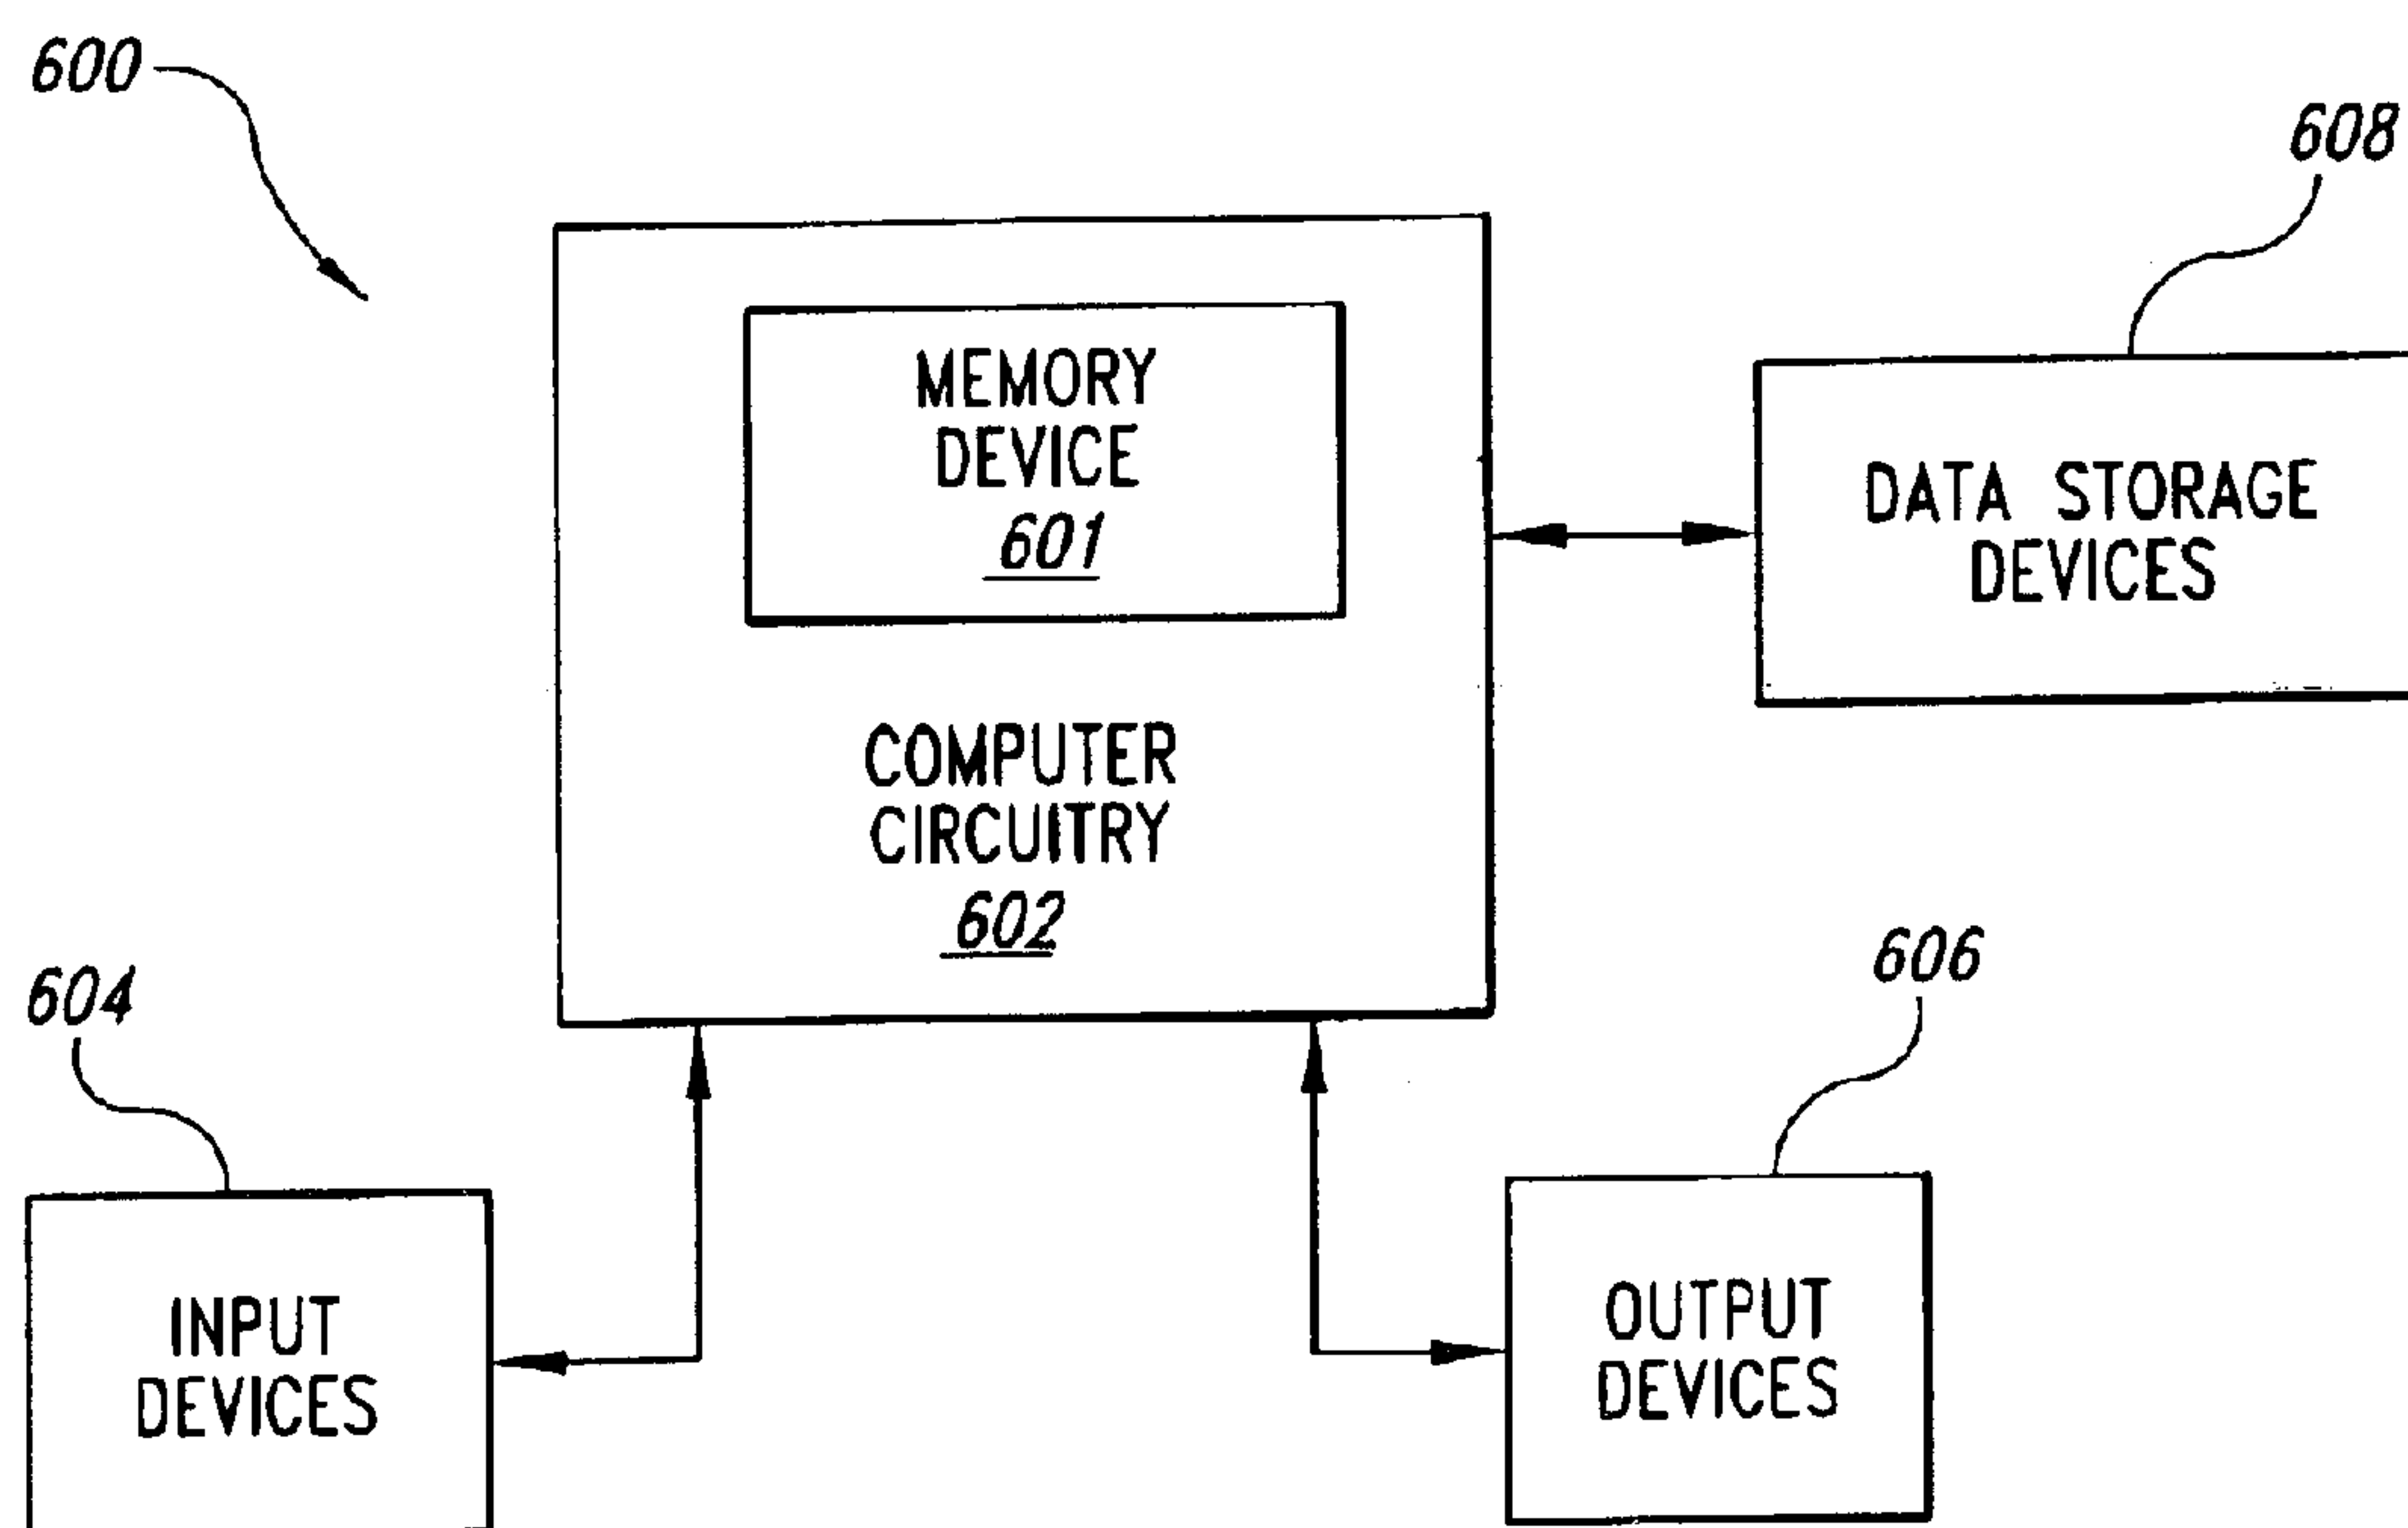 600
608
MEMORY
DEVICE
601
DATA STORAGE
DEVICES
COMPUTER
CIRCUITRY
602
604
606
INPUT
DEVICES
OUTPUT
DEVICES